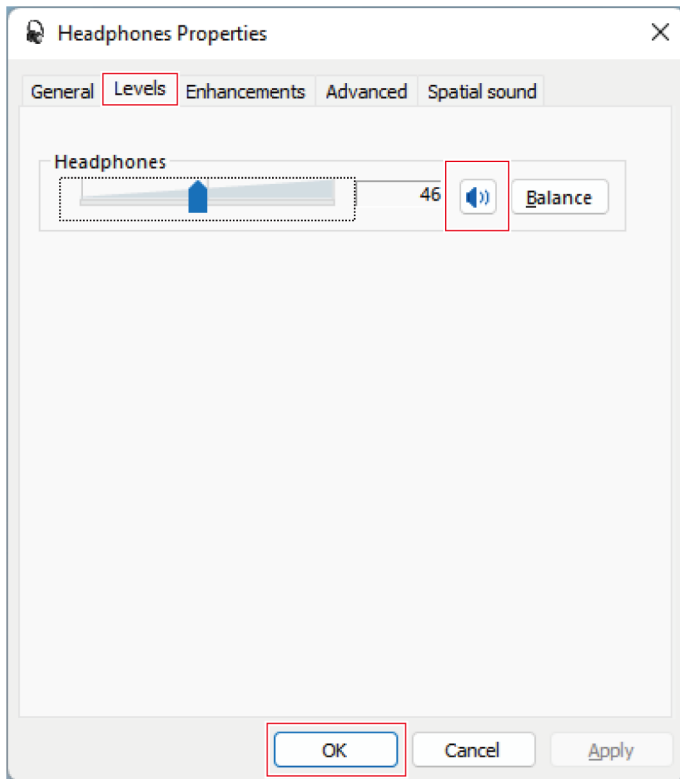 Headphones Properties
General Levels Enhancements Advanced Spatial sound
Headphones
46 Balance
OK Cancel Apply